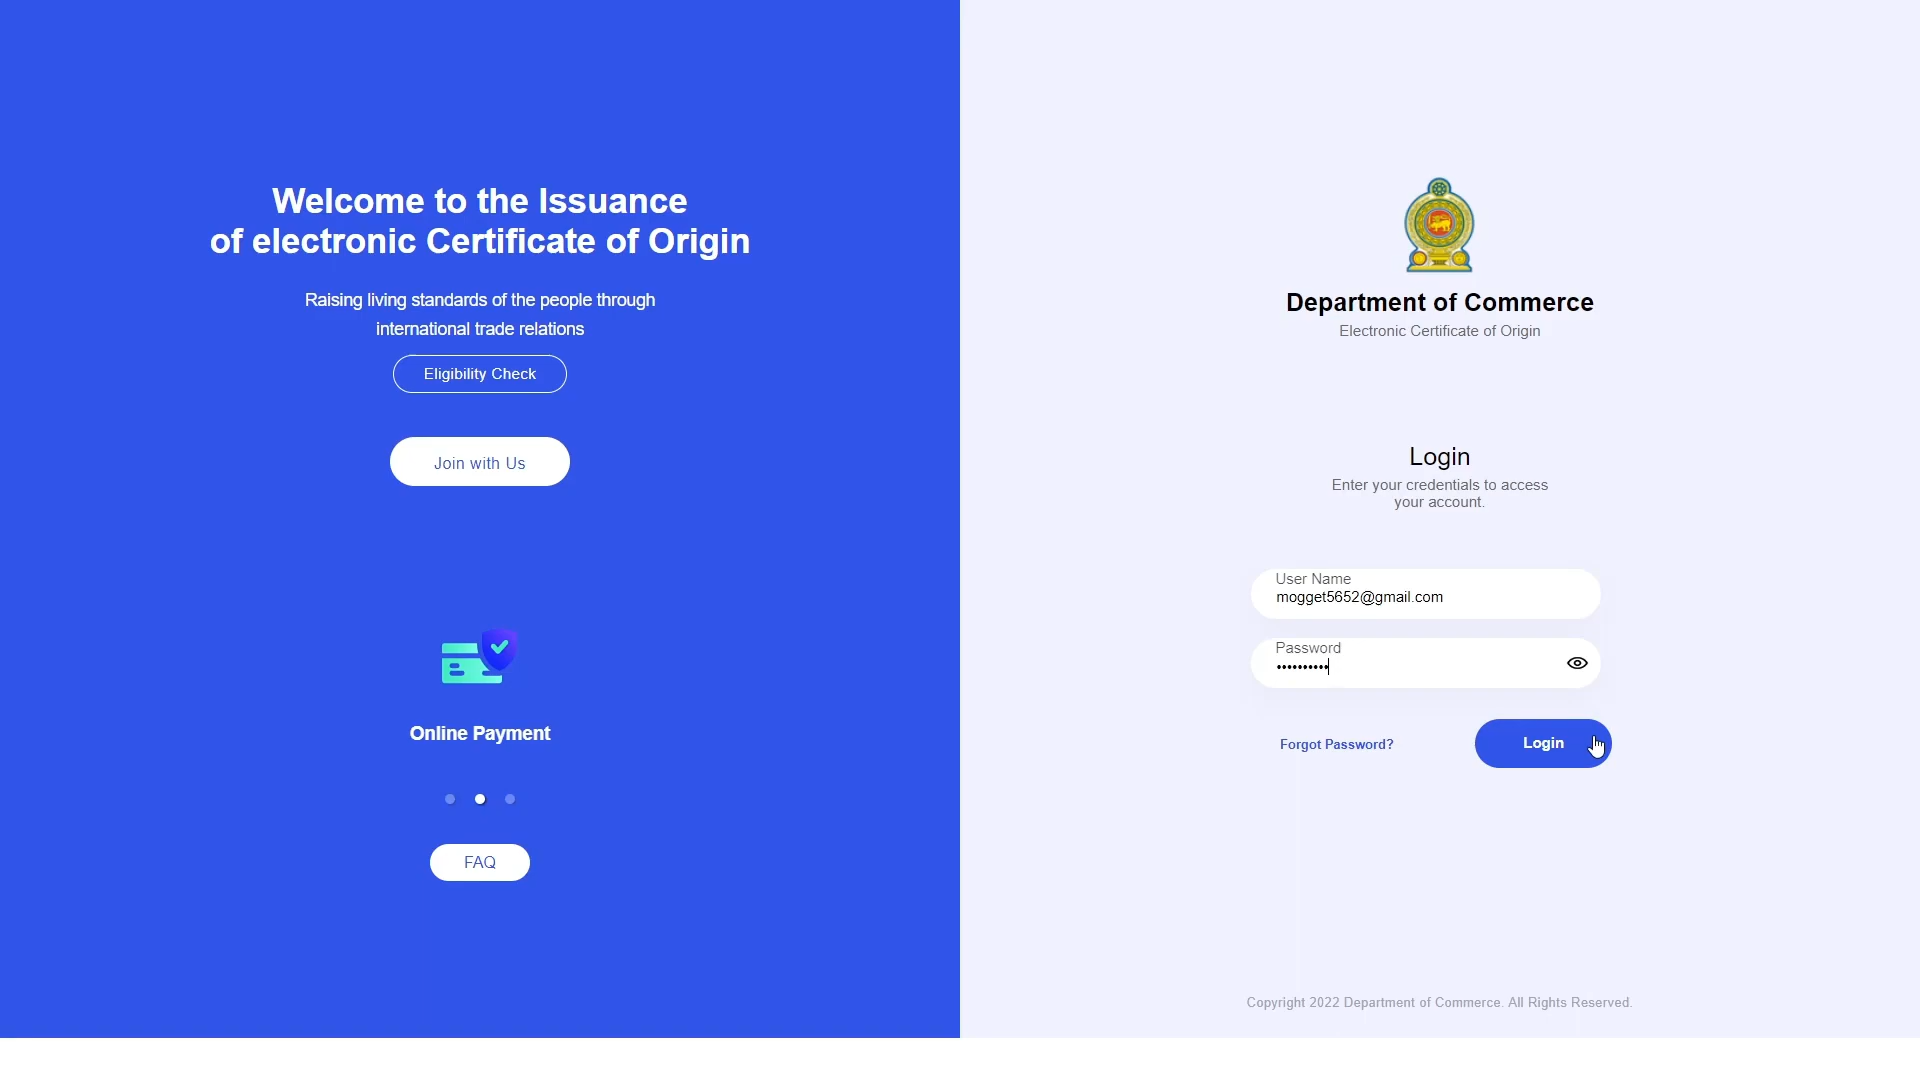 Welcome to the Issuance
of electronic Certificate of Origin
Raising living standards of the people through
international trade relations
Eligibility Check
Join with Us
Online Payment
FAQ
Department of Commerce
Electronic Certificate of Origin
Login
Enter your credentials to access
your account.
User Name
mogget5652@gmail.com
Password
••••••••••
Forgot Password?
Login
Copyright 2022 Department of Commerce. All Rights Reserved.